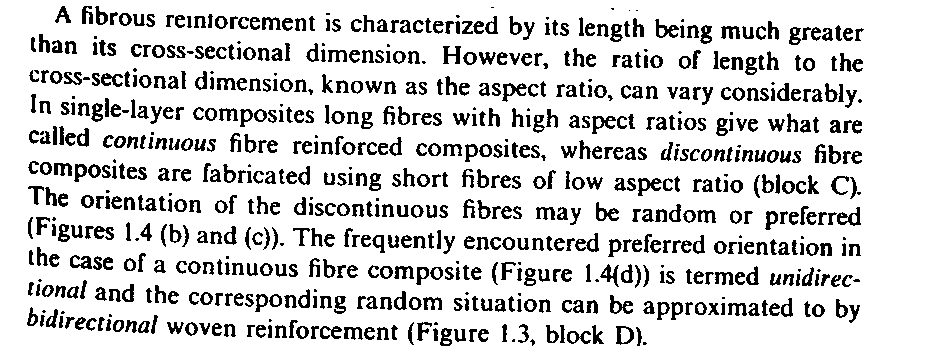 A fibrous reinforcement is characterized by its length being much greater
than its cross-sectional dimension. However, the ratio of length to the
cross-sectional dimension, known as the aspect ratio, can vary considerably.
In single-layer composites long fibres with high aspect ratios give what are
called continuous fibre reinforced composites, whereas discontinuous fibre
composites are fabricated using short fibres of low aspect ratio (block C).
The orientation of the discontinuous fibres may be random or preferred
(Figures 1.4 (b) and (c)). The frequently encountered preferred orientation in
the case of a continuous fibre composite (Figure 1.4(d)) is termed unidirec-
tional and the corresponding random situation can be approximated to by
bidirectional woven reinforcement (Figure 1.3, block D).